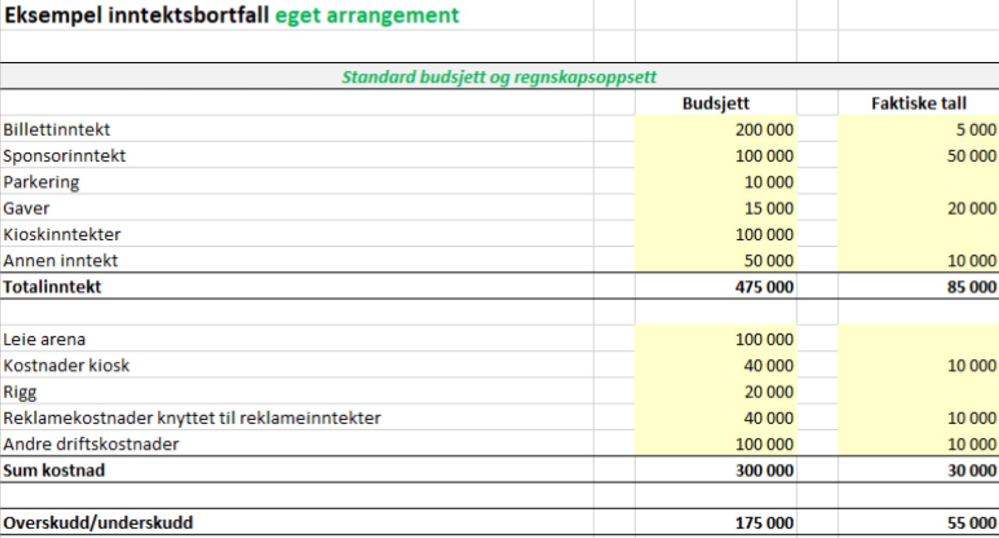 Eksempel inntektsbortfall eget arrangement
Standard budsjett og regnskapsoppsett
Budsjett Faktiske tall
Billettinntekt 200 000 5 000
Sponsorinntekt 100 000 50 000
Parkering 10 000
Gaver 15 000 20 000
Kioskinntekter 100 000
Annen inntekt 50 000 10 000
Totalinntekt 475 000 85 000
Leie arena 100 000
Kostnader kiosk 40 000 10 000
Rigg 20 000
Reklamekostnader knyttet til reklameinntekter 40 000 10 000
Andre driftskostnader 100 000 10 000
Sum kostnad 300 000 30 000
Overskudd/underskudd 175 000 55 000